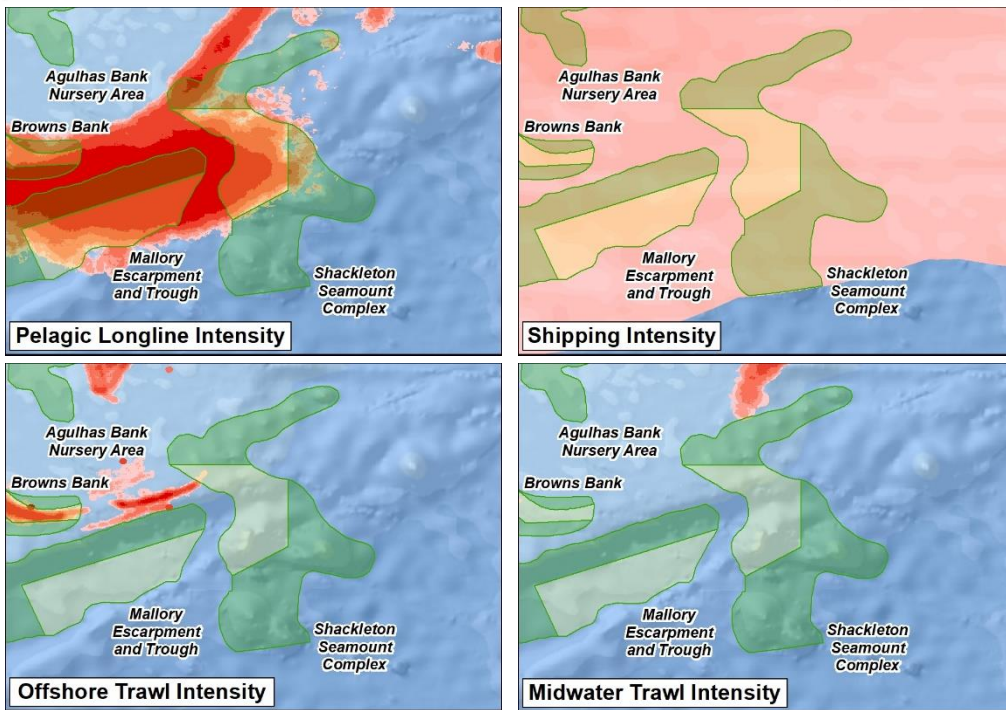 Agulhas Bank
Nursery Area
Browns Bank
Mallory
Escarpment
and Trough
Shackleton
Seamount
Complex
Pelagic Longline Intensity
Agulhas Bank
Nursery Area
Browns Bank
Mallory
Escarpment
and Trough
Shackleton
Seamount
Complex
Shipping Intensity
Agulhas Bank
Nursery Area
Browns Bank
Mallory
Escarpment
and Trough
Shackleton
Seamount
Complex
Offshore Trawl Intensity
Agulhas Bank
Nursery Area
Browns Bank
Mallory
Escarpment
and Trough
Shackleton
Seamount
Complex
Midwater Trawl Intensity